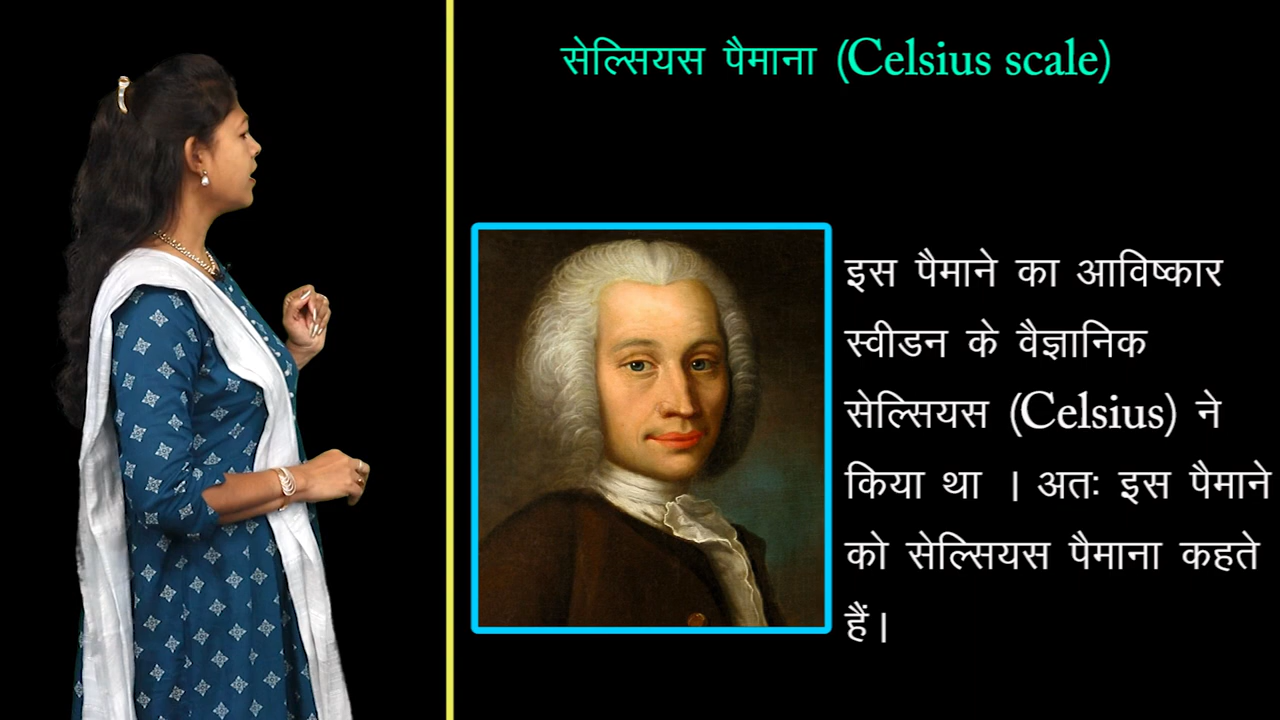 सेल्सियस पैमाना (Celsius scale)
इस पैमाने का आविष्कार
स्वीडन के वैज्ञानिक
सेल्सियस (Celsius) ने
किया था । अतः इस पैमाने
को सेल्सियस पैमाना कहते
हैं।